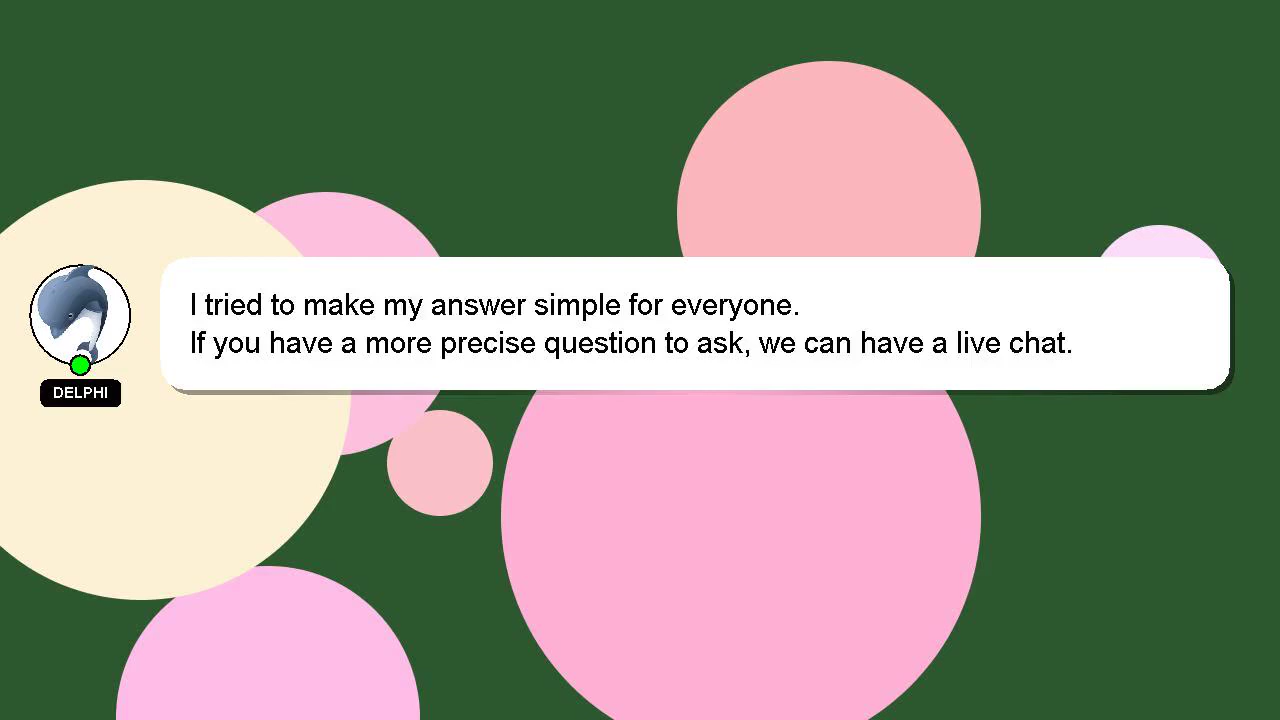 I tried to make my answer simple for everyone.
If you have a more precise question to ask, we can have a live chat.
DELPHI